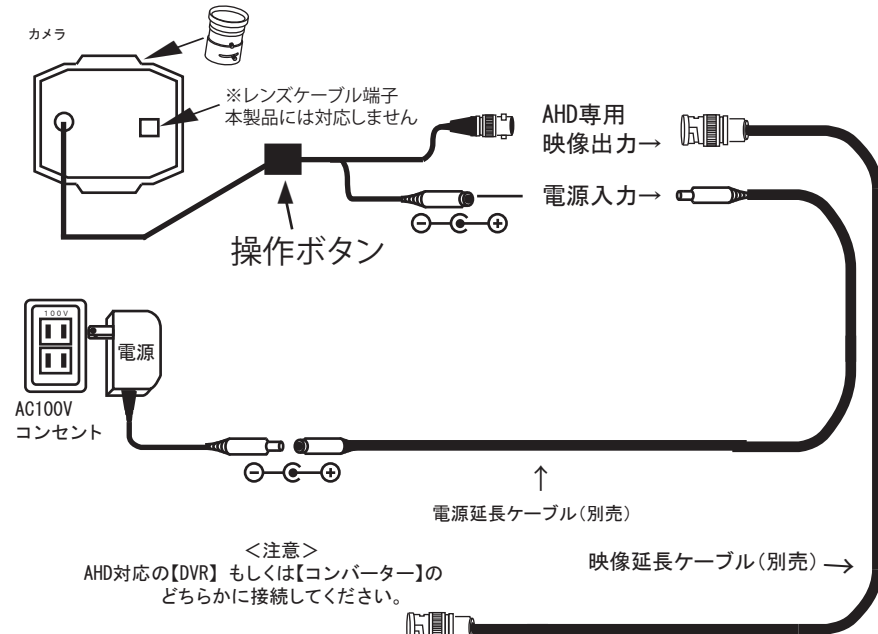 カメラ
※レンズケーブル端子
本製品には対応しません
AHD専用
映像出力→
電源入力→
操作ボタン
100V
電源
AC100V
コンセント
電源延長ケーブル(別売)
映像延長ケーブル(別売)
<注意>
AHD対応の【DVR】もしくは【コンバーター】の
どちらかに接続してください。